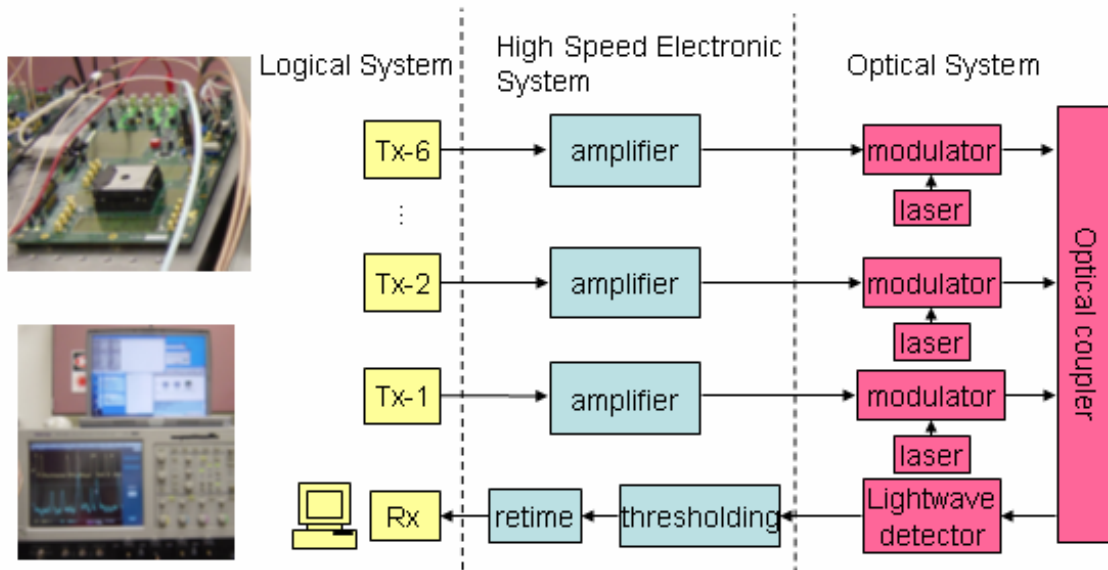 Logical System
High Speed Electronic
System
Optical System
Tx-6
amplifier
modulator
laser
...
Tx-2
amplifier
modulator
laser
Tx-1
amplifier
modulator
laser
Optical coupler
Rx
retime
thresholding
Lightwave
detector